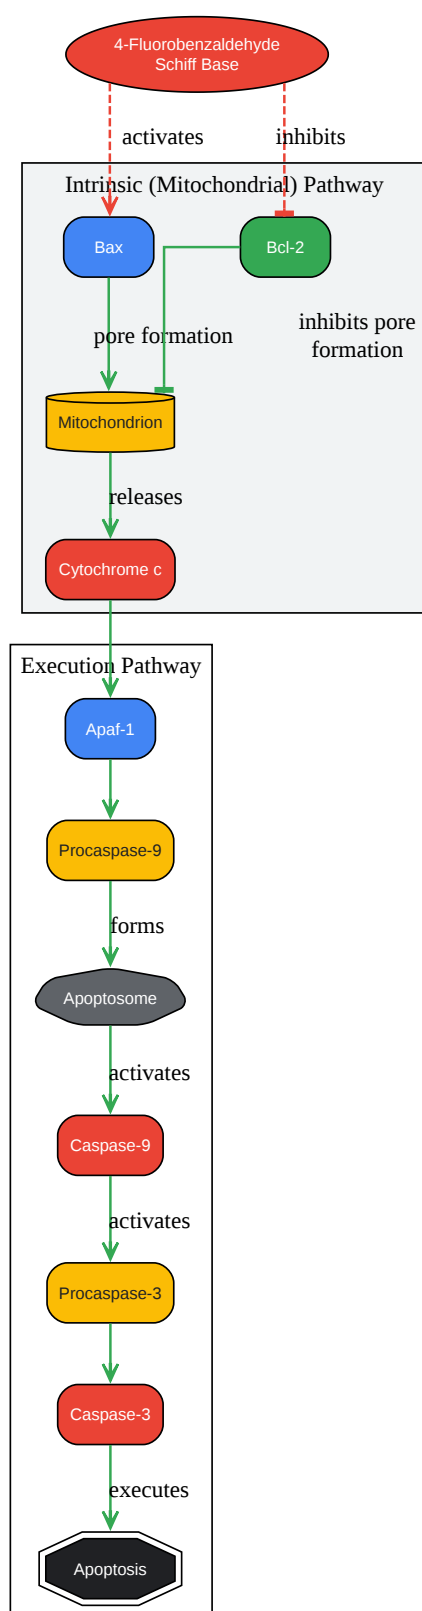 4-Fluorobenzaldehyde
Schiff Base
activates
inhibits
Intrinsic (Mitochondrial) Pathway
Bax
Bcl-2
pore formation
inhibits pore
formation
Mitochondrion
releases
Cytochrome c
Execution Pathway
Apaf-1
Procaspase-9
forms
Apoptosome
activates
Caspase-9
activates
Procaspase-3
Caspase-3
executes
Apoptosis